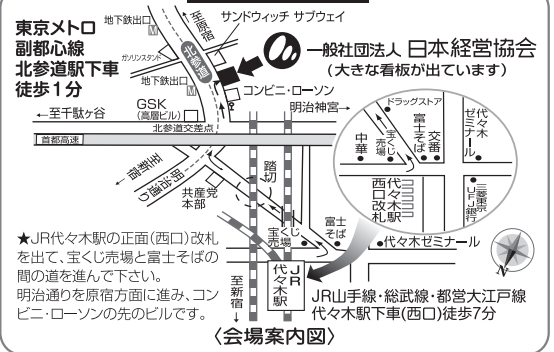 東京メトロ
副都心線
北参道駅下車
徒歩1分
地下鉄出口
M
至原宿
サンドウィッチ サブウェイ
北参道
ガソリンスタンド
地下鉄出口
M
一般社団法人 日本経営協会
(大きな看板が出ています)
コンビニ・ローソン
GSK
(高層ビル)
←至千駄ヶ谷
明治神宮→
北参道交差点
首都高速
至新宿
明治通り
共産党
本部
踏切
ドラッグストア
代々木
ゼミナール
中華
宝くじ
売場
富士そば
交番
代々木駅
西口改札
三菱東京
UFJ銀行
宝くじ
売場
富士
そば
代々木ゼミナール
★JR代々木駅の正面(西口)改札
を出て、宝くじ売場と富士そばの
間の道を進んで下さい。
明治通りを原宿方面に進み、コン
ビニ・ローソンの先のビルです。
至新宿
JR
代々木駅
N
JR山手線・総武線・都営大江戸線
代々木駅下車(西口)徒歩7分
〈会場案内図〉